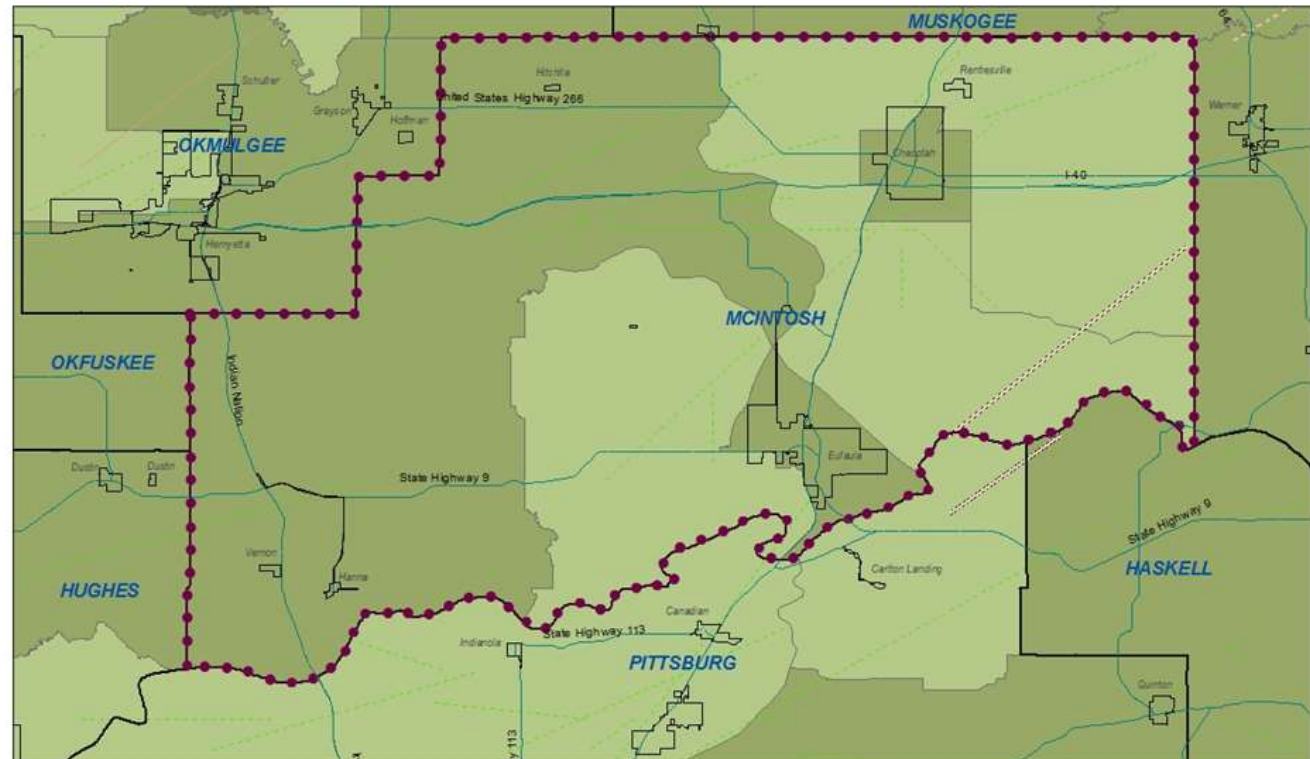 MUSKOGEE
64
Schulter
Grayson
Hitchita
United States Highway 266
Hoffman
Rentiesville
Warner
OKMULGEE
Checotah
I-40
Henryetta
MCINTOSH
OKFUSKEE
Indian Nation
Dustin
Dustin
State Highway 9
Eufaula
State Highway 9
Vernon
Hanna
HUGHES
Carlton Landing
HASKELL
Canadian
Indianola
State Highway 113
PITTSBURG
Quinton
y 113